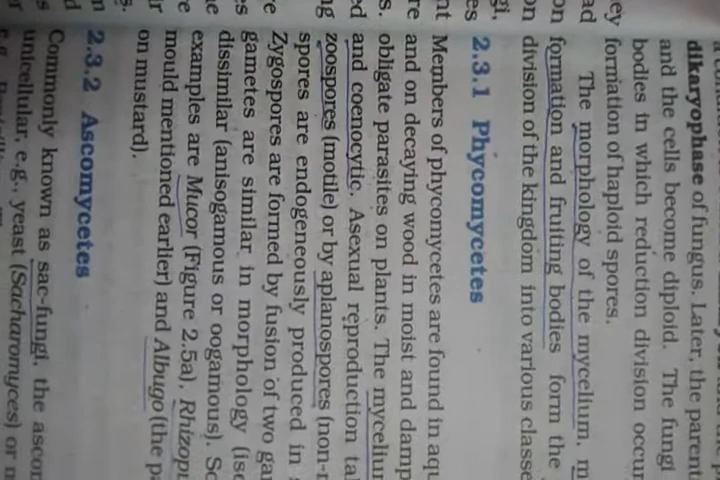 dikaryophase of fungus. Later, the parent
and the cells become diploid. The fungi
bodies in which reduction division occur
formation of haploid spores.
The morphology of the mycelium, m
formation and fruiting bodies form the
division of the kingdom into various classe
2.3.1 Phycomycetes
Members of phycomycetes are found in aqu
and on decaying wood in moist and damp
obligate parasites on plants. The myceliu
and coenocytic. Asexual reproduction ta
zoospores (motile) or by aplanospores (non-
spores are endogeneously produced in
Zygospores are formed by fusion of two ga
gametes are similar in morphology (iso
dissimilar (anisogamous or oogamous). So
examples are Mucor (Figure 2.5a), Rhizop
mould mentioned earlier) and Albugo (the pa
on mustard).
2.3.2 Ascomycetes
Commonly known as sac-fungi, the ascom
unicellular, e.g., yeast (Sacharomyces) or